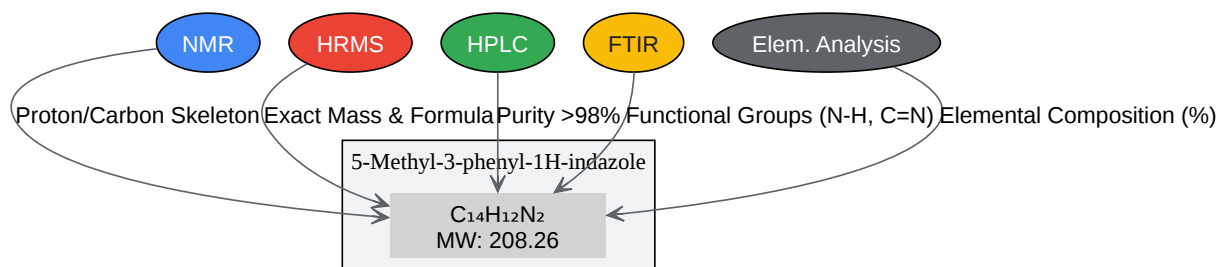 NMR
HRMS
HPLC
FTIR
Elem. Analysis
Proton/Carbon Skeleton
Exact Mass & Formula
Purity >98%
Functional Groups (N-H, C=N)
Elemental Composition (%)
5-Methyl-3-phenyl-1H-indazole
C₁₄H₁₂N₂
MW: 208.26